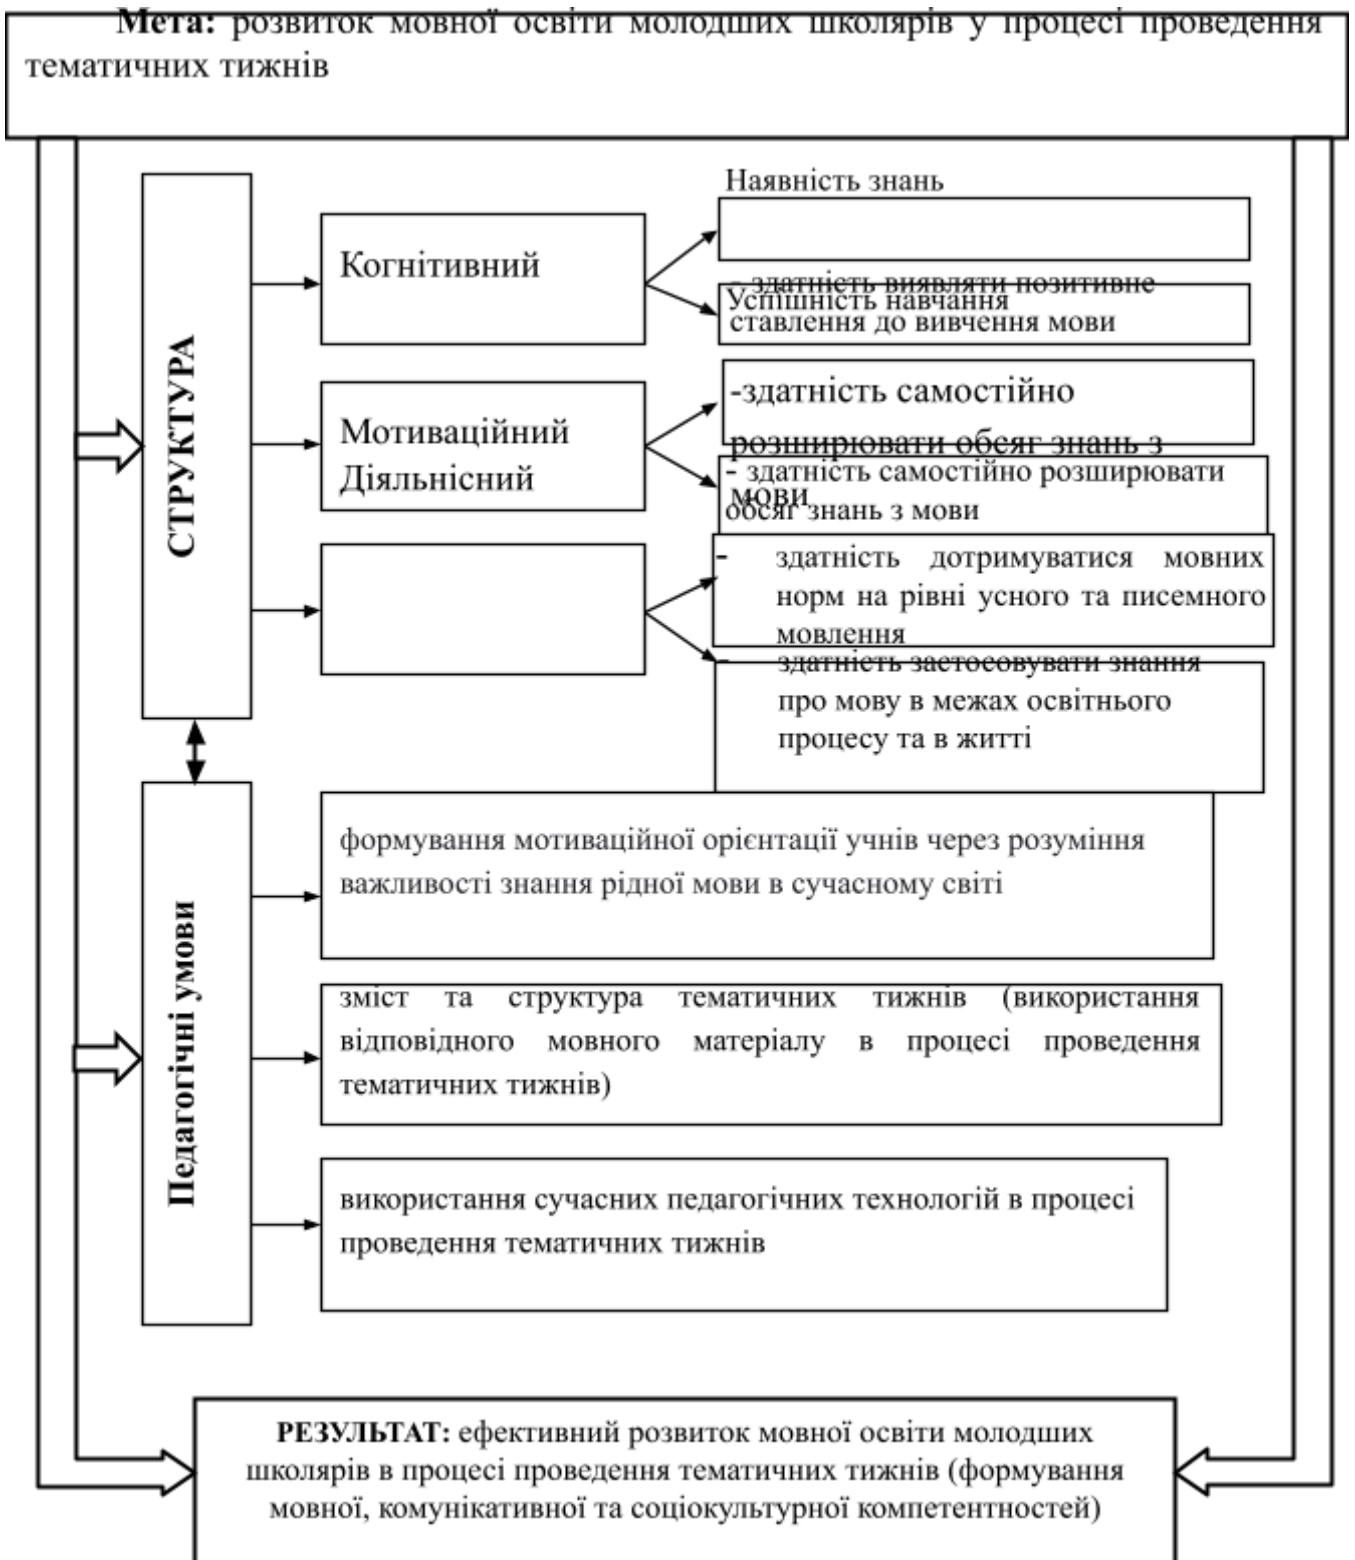 Мета: розвиток мовної освіти молодших школярів у процесі проведення
тематичних тижнів
СТРУКТУРА
Когнітивний
Наявність знань
Успішність навчання
- здатність виявляти позитивне
ставлення до вивчення мови
Мотиваційний
Діяльнісний
-здатність самостійно
розширювати обсяг знань з
мови
- здатність самостійно розширювати
обсяг знань з мови
- здатність дотримуватися мовних
норм на рівні усного та писемного
мовлення
- здатність застосовувати знання
про мову в межах освітнього
процесу та в житті
Педагогічні умови
формування мотиваційної орієнтації учнів через розуміння
важливості знання рідної мови в сучасному світі
зміст та структура тематичних тижнів (використання
відповідного мовного матеріалу в процесі проведення
тематичних тижнів)
використання сучасних педагогічних технологій в процесі
проведення тематичних тижнів
РЕЗУЛЬТАТ: ефективний розвиток мовної освіти молодших
школярів в процесі проведення тематичних тижнів (формування
мовної, комунікативної та соціокультурної компетентностей)